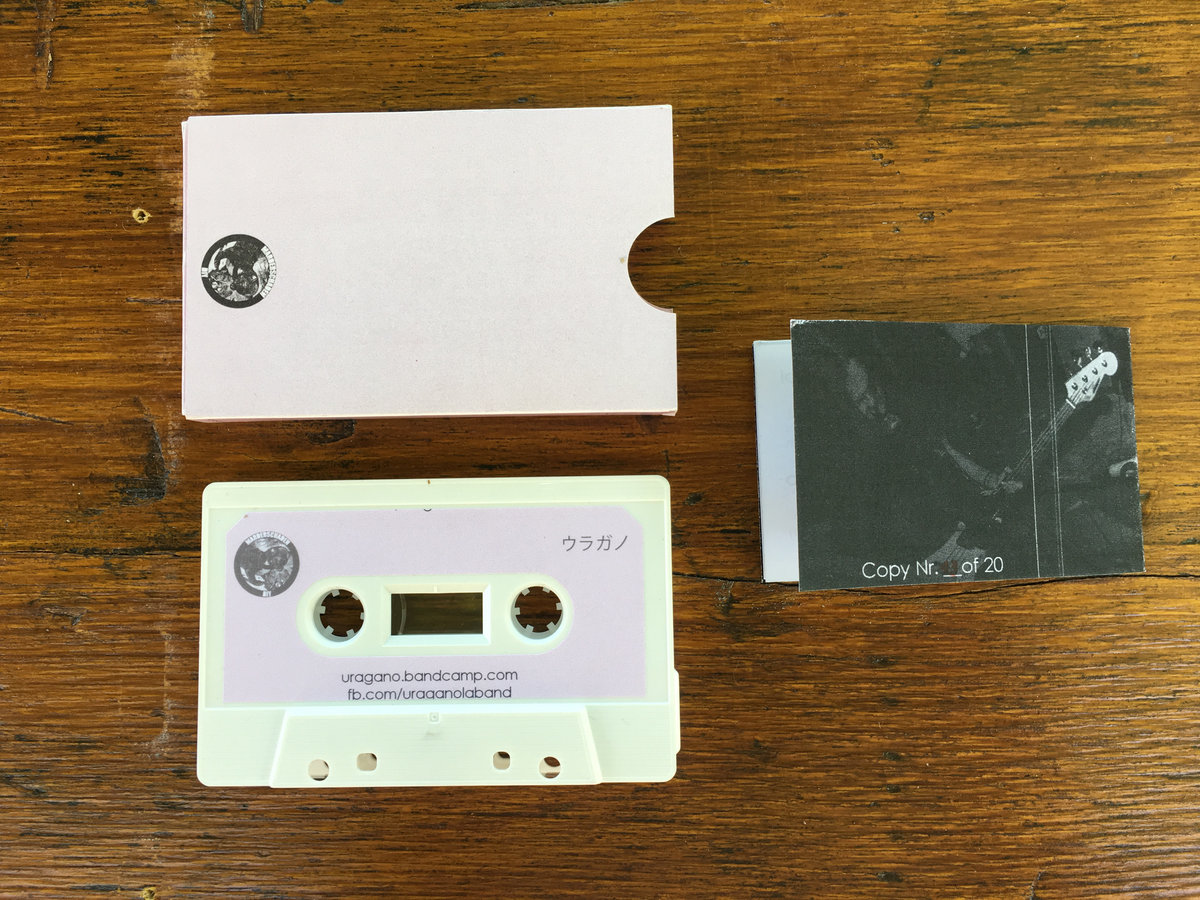 ウラガノ
uragano.bandcamp.com
fb.com/uraganolaband
Copy Nr. of 20